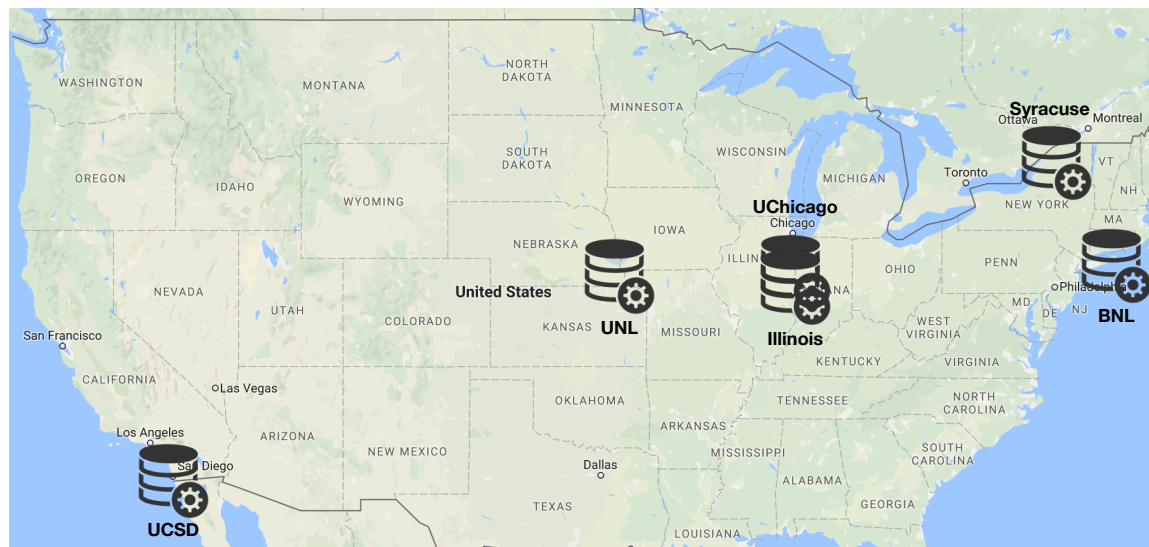 Syracuse
Ottawa
Montreal
WASHINGTON
MONTANA
NORTH
DAKOTA
MINNESOTA
VT
NH
OREGON
IDAHO
SOUTH
DAKOTA
WISCONSIN
MICHIGAN
Toronto
NEW YORK
MA
WYOMING
UChicago
Chicago
IOWA
NEBRASKA
ILLIN
ANA
OHIO
PENN
Philadelphia
NEVADA
UTAH
United States
COLORADO
KANSAS
UNL
MISSOURI
Illinois
WEST
VIRGINIA
MD
DE
NJ
BNL
San Francisco
CALIFORNIA
Las Vegas
KENTUCKY
VIRGINIA
OKLAHOMA
TENNESSEE
NORTH
CAROLINA
Los Angeles
ARIZONA
NEW MEXICO
ARKANSAS
MISSISSIPPI
SOUTH
CAROLINA
San Diego
Dallas
TEXAS
ALABAMA
GEORGIA
UCSD
LOUISIANA